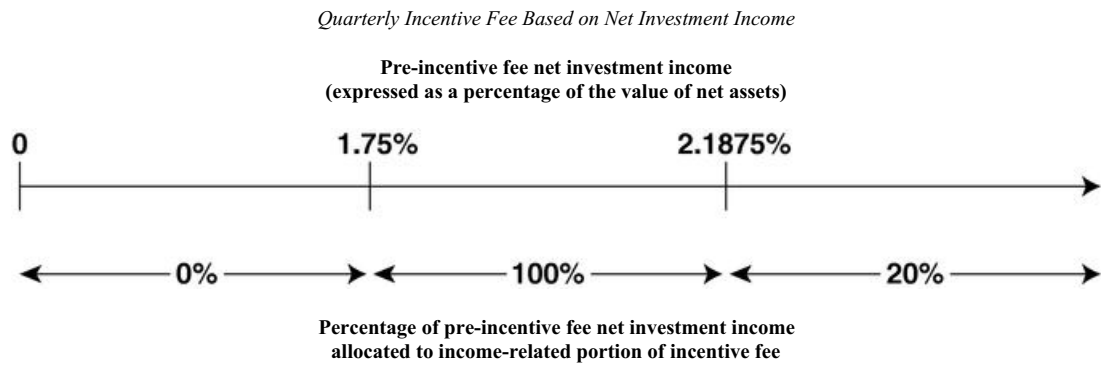 Quarterly Incentive Fee Based on Net Investment Income
Pre-incentive fee net investment income
(expressed as a percentage of the value of net assets)
0 1.75% 2.1875%
0% 100% 20%
Percentage of pre-incentive fee net investment income
allocated to income-related portion of incentive fee